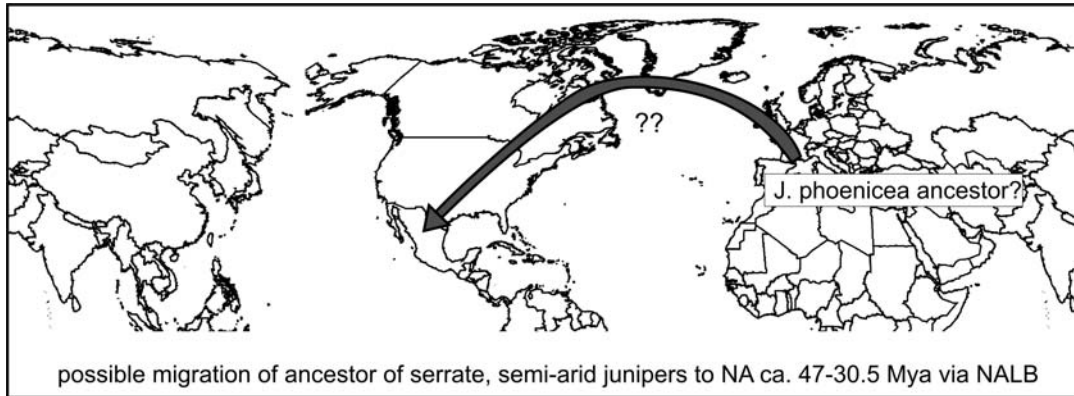 ??
J. phoenicea ancestor?
possible migration of ancestor of serrate, semi-arid junipers to NA ca. 47-30.5 Mya via NALB